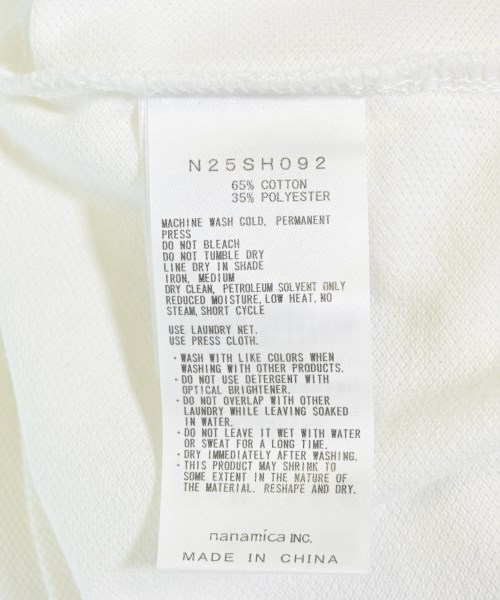 N25SH092
65% COTTON
35% POLYESTER
MACHINE WASH COLD, PERMANENT
PRESS
DO NOT BLEACH
DO NOT TUMBLE DRY
LINE DRY IN SHADE
IRON, MEDIUM
DRY CLEAN, PETROLEUM SOLVENT ONLY
REDUCED MOISTURE, LOW HEAT, NO
STEAM, SHORT CYCLE
USE LAUNDRY NET.
USE PRESS CLOTH.
・WASH WITH LIKE COLORS WHEN
WASHING WITH OTHER PRODUCTS.
・DO NOT USE DETERGENT WITH
OPTICAL BRIGHTENER.
・DO NOT OVERLAP WITH OTHER
LAUNDRY WHILE LEAVING SOAKED
IN WATER.
・DO NOT LEAVE IT WET WITH WATER
OR SWEAT FOR A LONG TIME.
・DRY IMMEDIATELY AFTER WASHING.
・THIS PRODUCT MAY SHRINK TO
SOME EXTENT IN THE NATURE OF
THE MATERIAL. RESHAPE AND DRY.
nanamica INC.
MADE IN CHINA